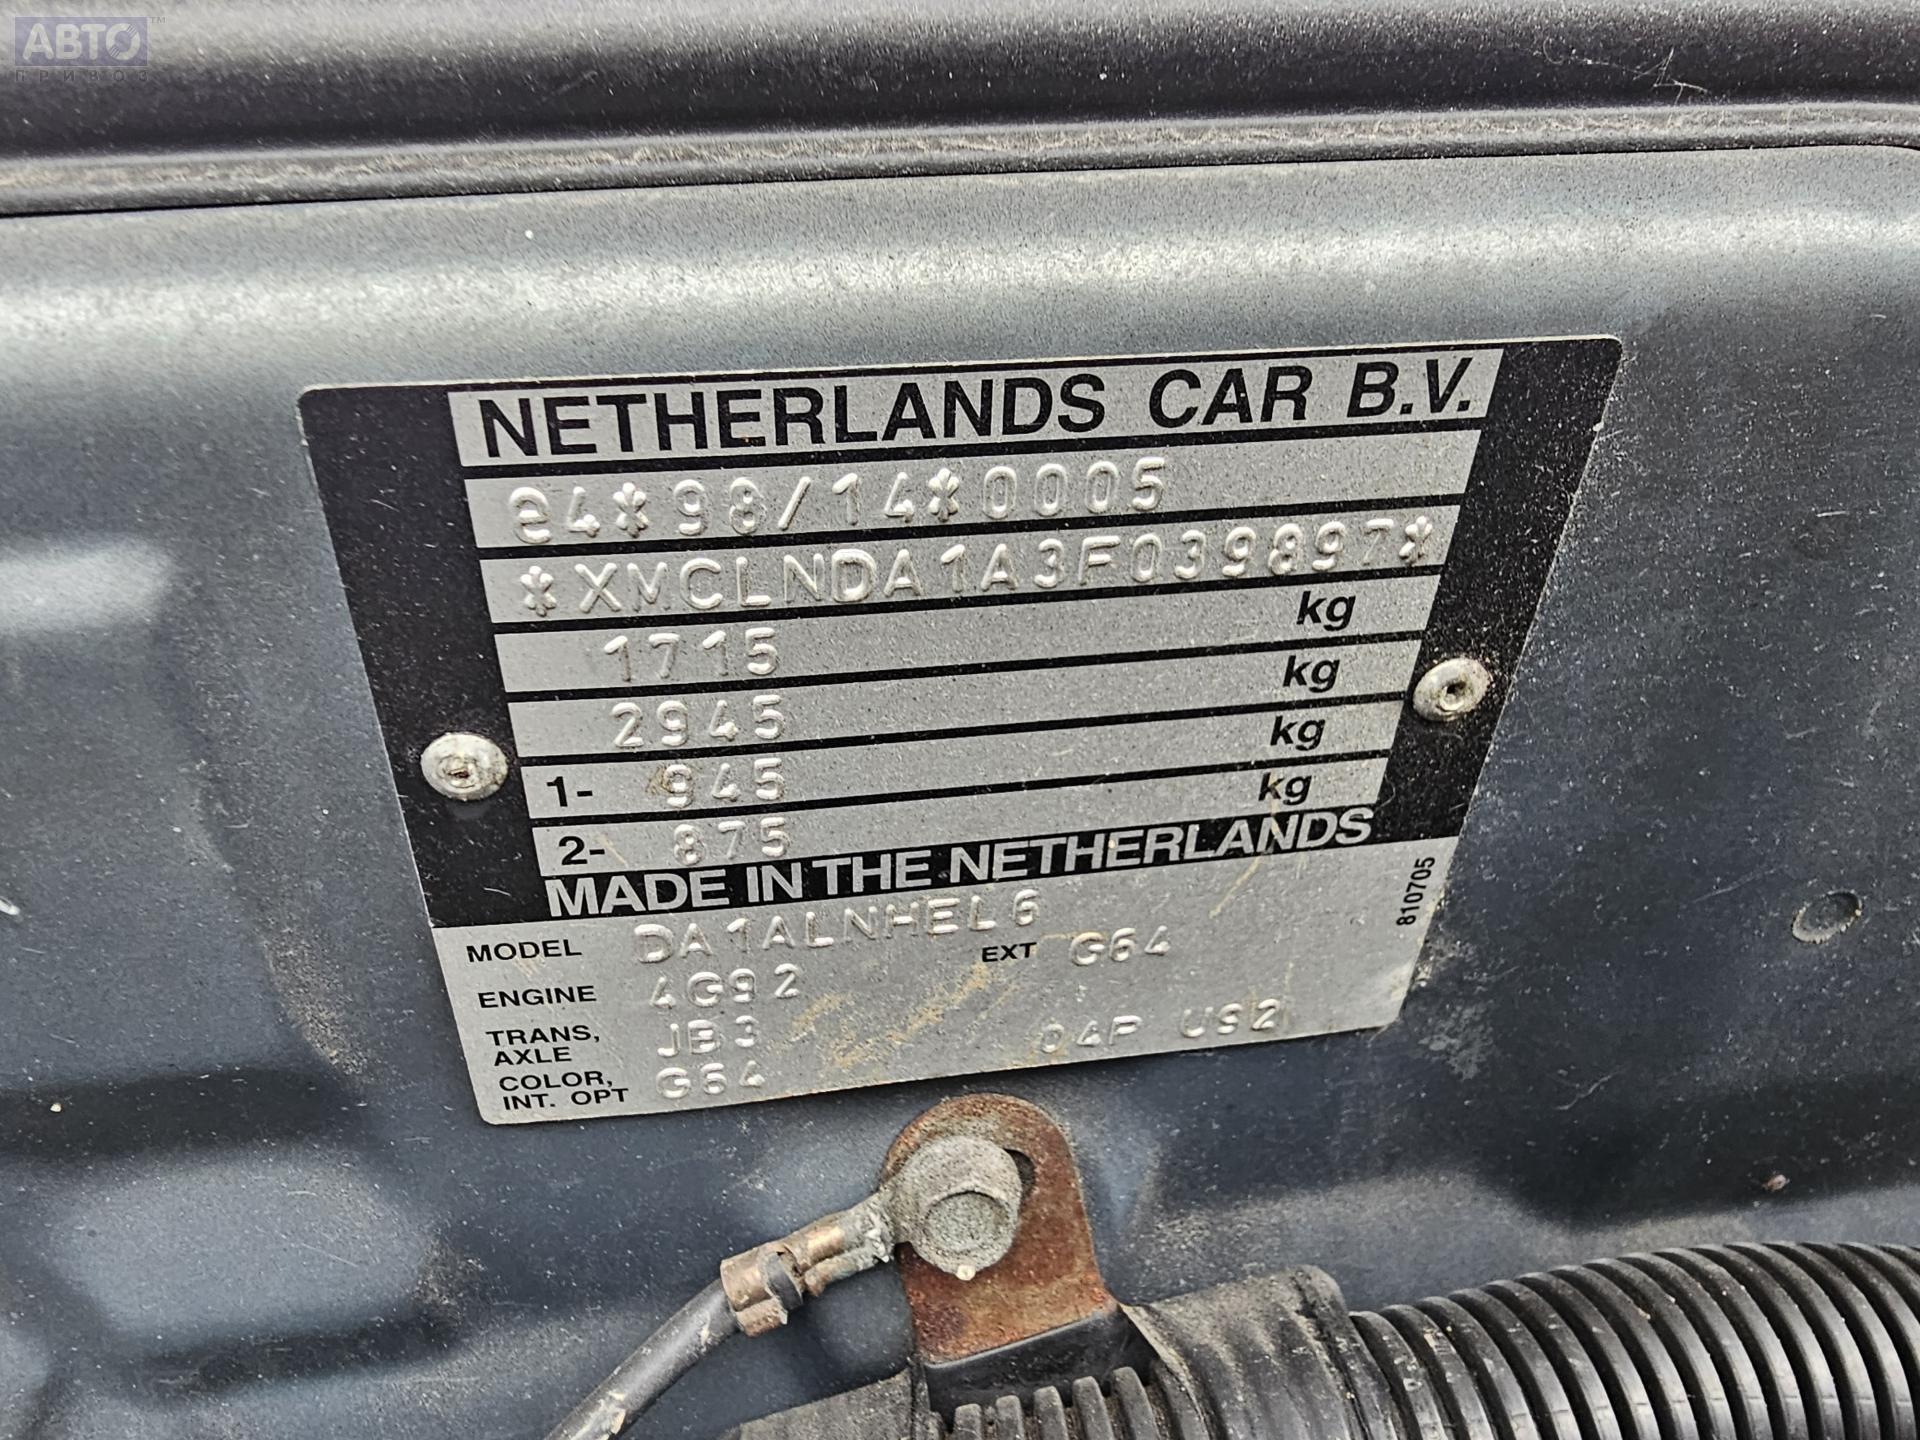 АВТО™
ПРИВОЗ
NETHERLANDS CAR B.V.
e4*98/14*0005
*XMCLNDA1A3F039897*
1715 kg
2945 kg
1- 945 kg
2- 875 kg
MADE IN THE NETHERLANDS
810705
MODEL DA1ALNHEL6
ENGINE 4G92 EXT G64
TRANS, AXLE JB3 04P US2
COLOR, INT. OPT G64